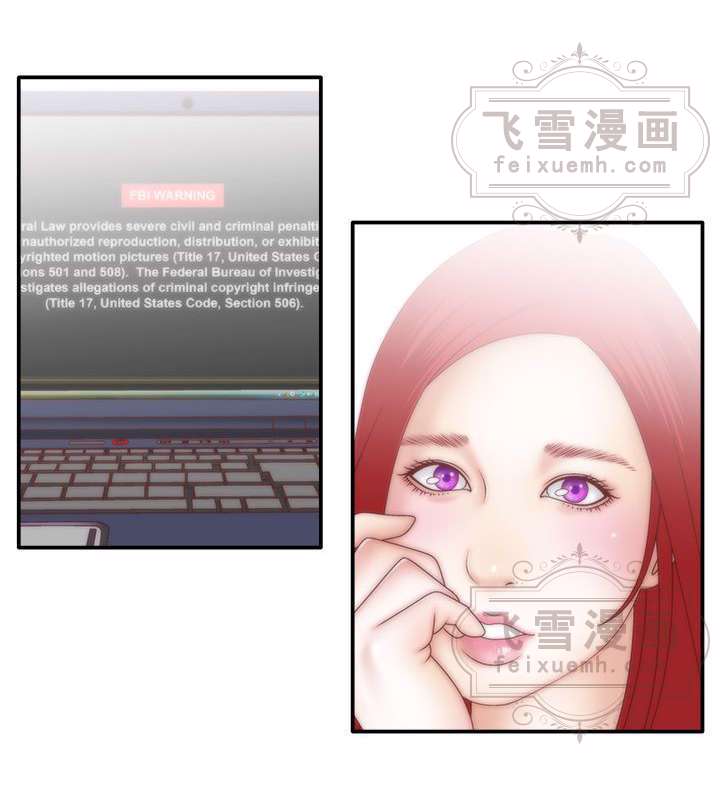 飞雪漫画
feixuemh.com
FBI WARNING
ral Law provides severe civil and criminal penalti
nauthorized reproduction, distribution, or exhibit
yrighted motion pictures (Title 17, United States C
ons 501 and 508). The Federal Bureau of Investig
stigates allegations of criminal copyright infringe
(Title 17, United States Code, Section 506).
飞雪漫画
feixuemh.com